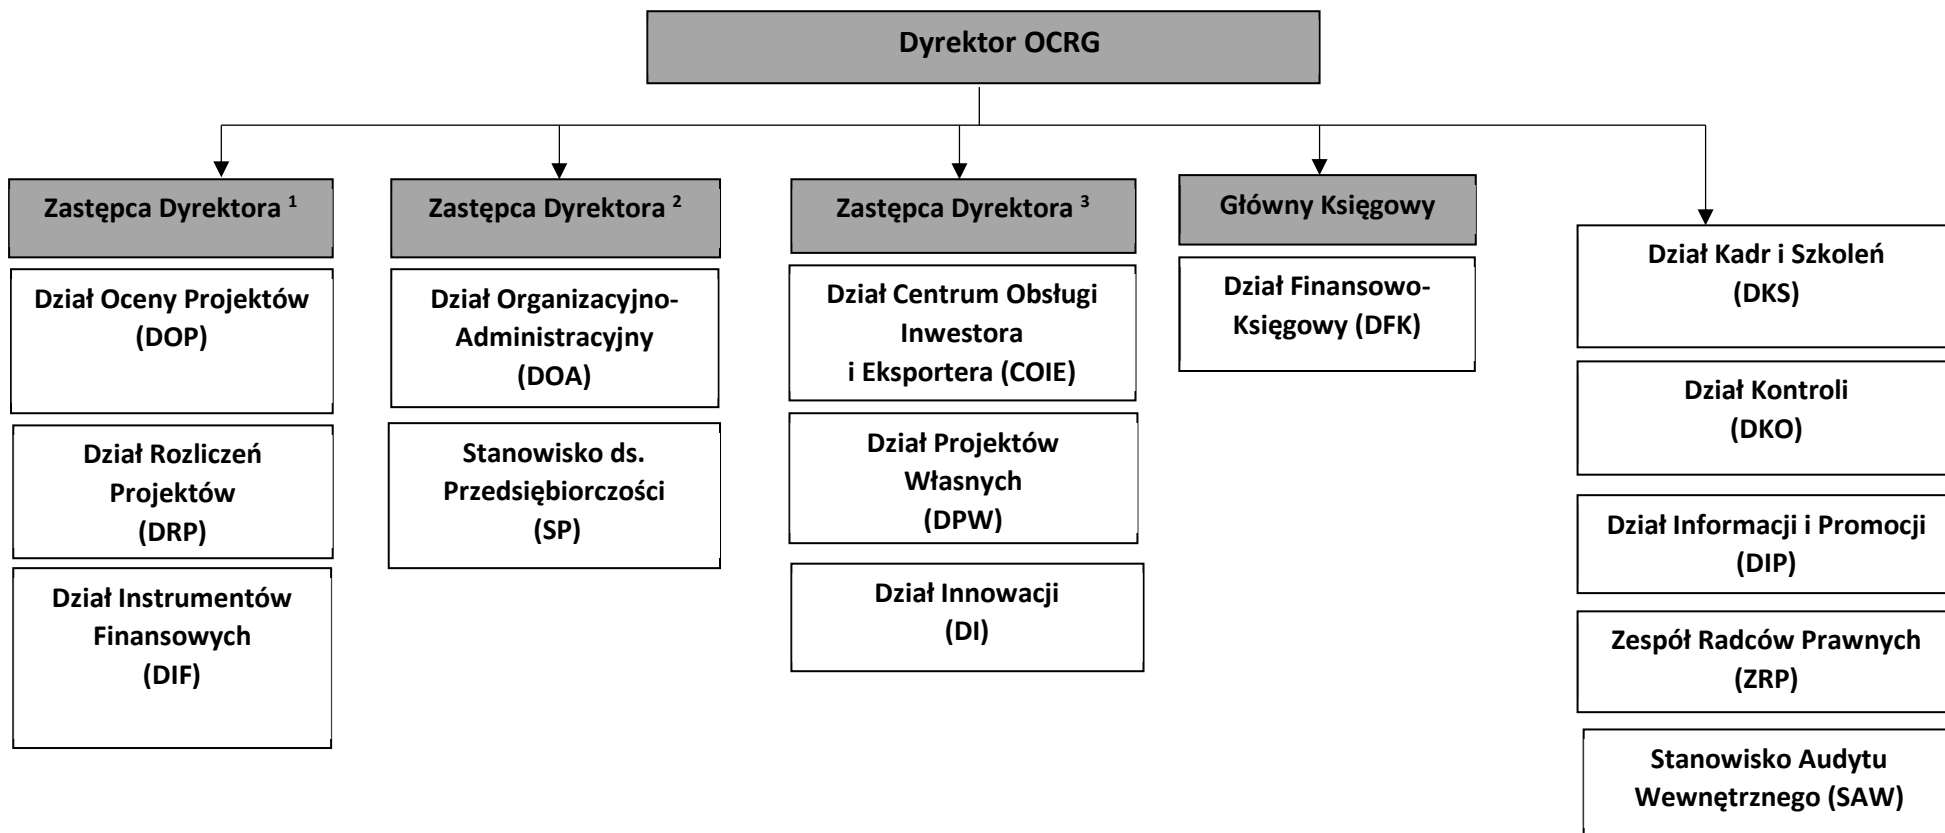 Dyrektor OCRG
Zastępca Dyrektora ¹
Dział Oceny Projektów
(DOP)
Dział Rozliczeń
Projektów
(DRP)
Dział Instrumentów
Finansowych
(DIF)
Zastępca Dyrektora ²
Dział Organizacyjno-
Administracyjny
(DOA)
Stanowisko ds.
Przedsiębiorczości
(SP)
Zastępca Dyrektora ³
Dział Centrum Obsługi
Inwestora
i Eksportera (COIE)
Dział Projektów
Własnych
(DPW)
Dział Innowacji
(DI)
Główny Księgowy
Dział Finansowo-
Księgowy (DFK)
Dział Kadr i Szkoleń
(DKS)
Dział Kontroli
(DKO)
Dział Informacji i Promocji
(DIP)
Zespół Radców Prawnych
(ZRP)
Stanowisko Audytu
Wewnętrznego (SAW)